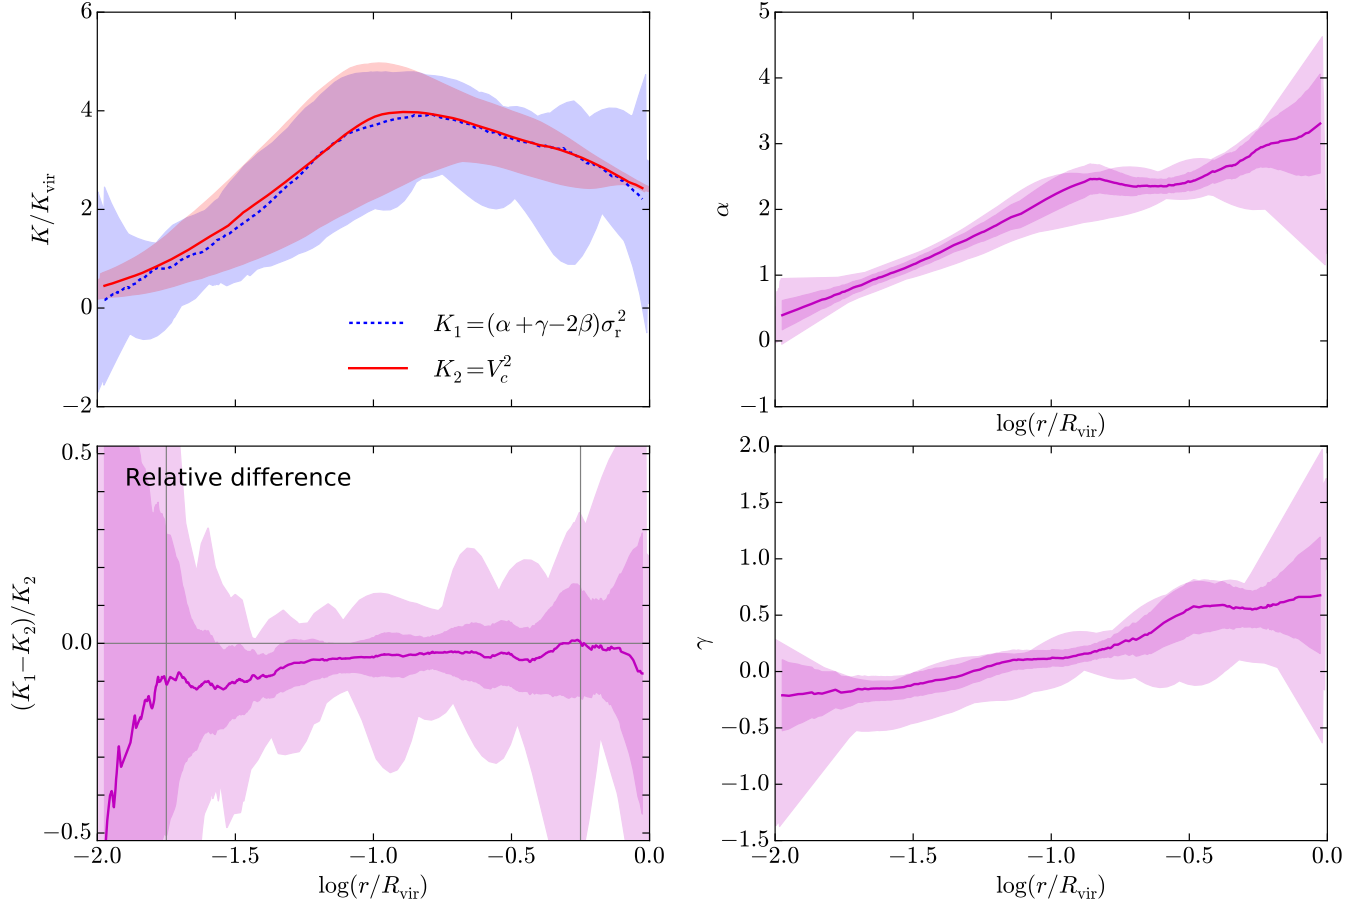 6
4
2
0
−2
K/K_vir
K_1=(α+γ−2β)σ_r^2
K_2=V_c^2
5
4
3
2
1
0
−1
α
log(r/R_vir)
0.5
0.0
−0.5
(K_1−K_2)/K_2
Relative difference
−2.0 −1.5 −1.0 −0.5 0.0
log(r/R_vir)
2.0
1.5
1.0
0.5
0.0
−0.5
−1.0
−1.5
γ
−2.0 −1.5 −1.0 −0.5 0.0
log(r/R_vir)